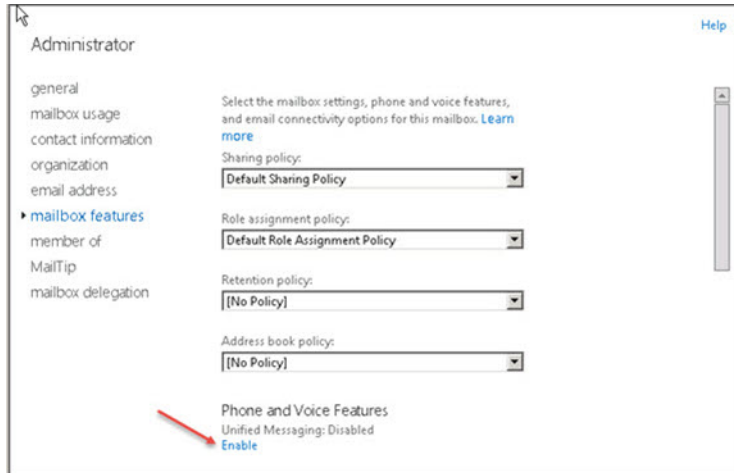 Help
Administrator
general
mailbox usage
contact information
organization
email address
mailbox features
member of
MailTip
mailbox delegation
Select the mailbox settings, phone and voice features,
and email connectivity options for this mailbox. Learn
more
Sharing policy:
Default Sharing Policy
Role assignment policy:
Default Role Assignment Policy
Retention policy:
[No Policy]
Address book policy:
[No Policy]
Phone and Voice Features
Unified Messaging: Disabled
Enable